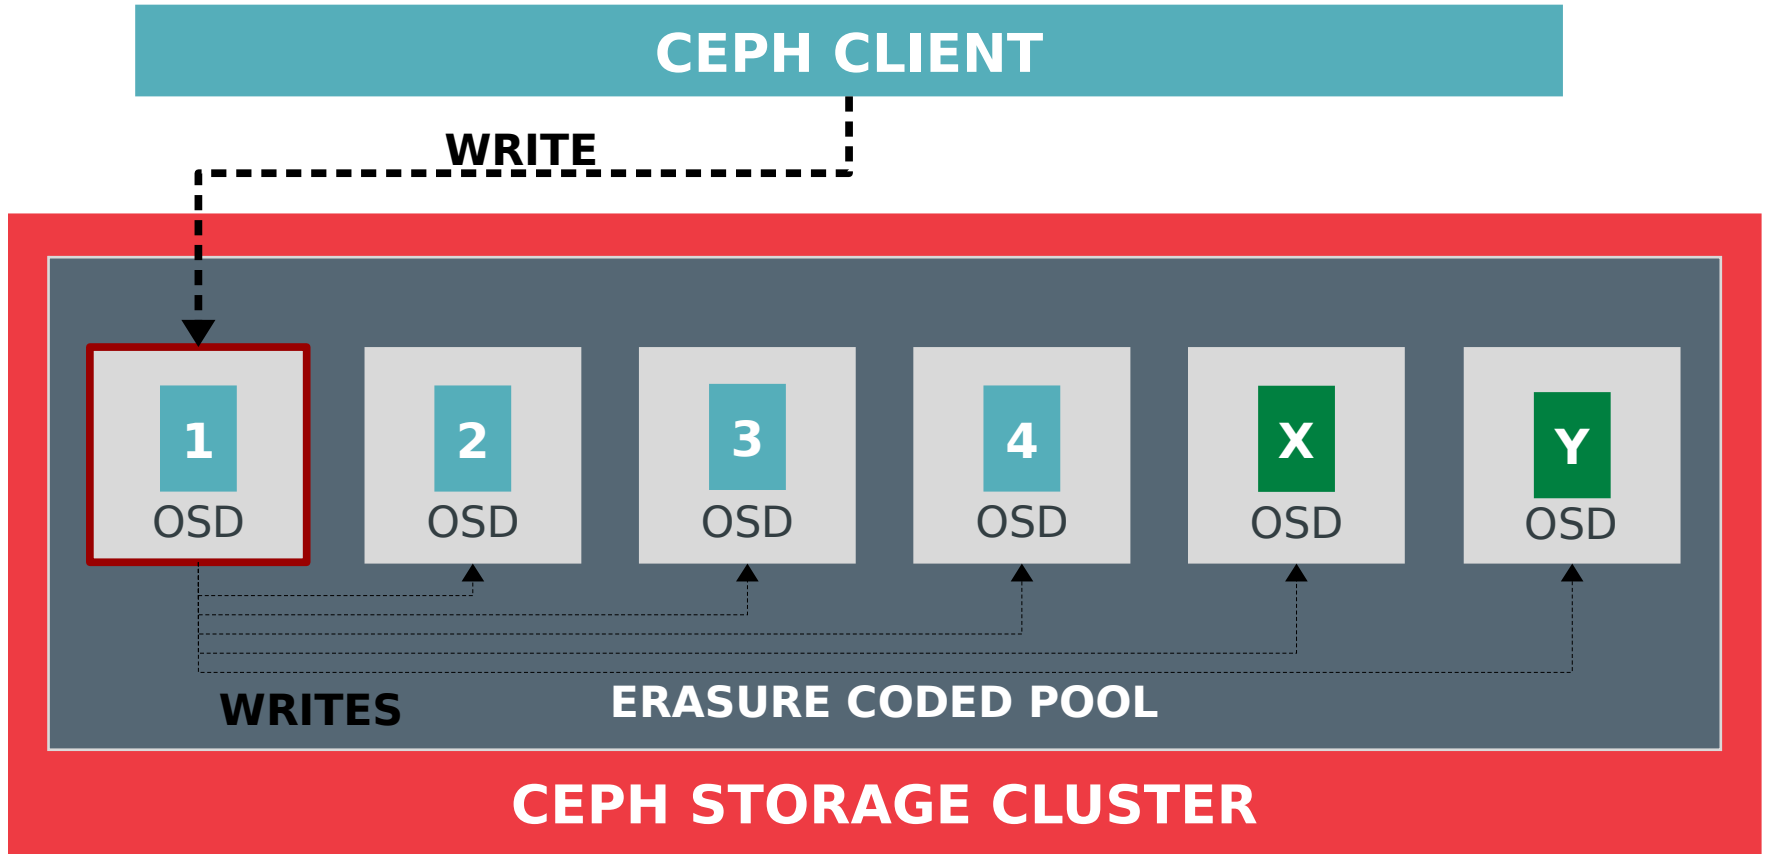 CEPH CLIENT
WRITE
1
OSD
2
OSD
3
OSD
4
OSD
X
OSD
Y
OSD
WRITES
ERASURE CODED POOL
CEPH STORAGE CLUSTER